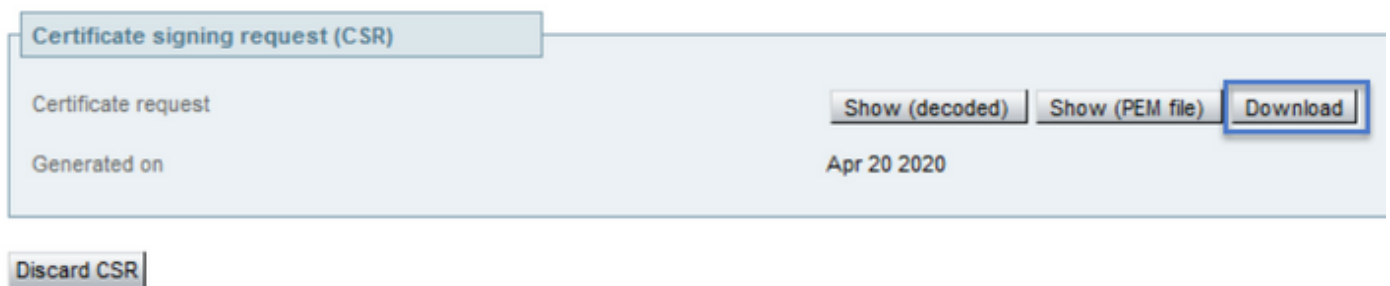 Certificate signing request (CSR)
Certificate request Show (decoded) Show (PEM file) Download
Generated on Apr 20 2020
Discard CSR